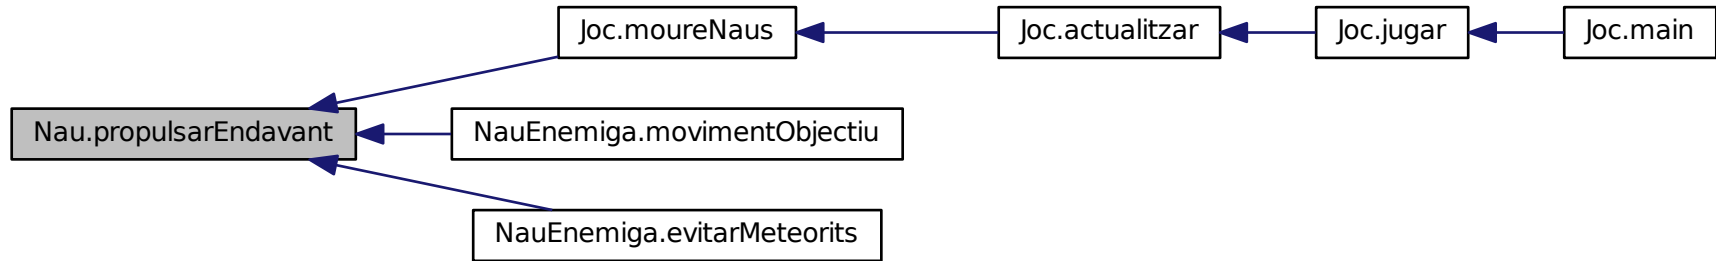 Joc.moureNaus
Joc.actualitzar
Joc.jugar
Joc.main
Nau.propulsarEndavant
NauEnemiga.movimentObjectiu
NauEnemiga.evitarMeteorits